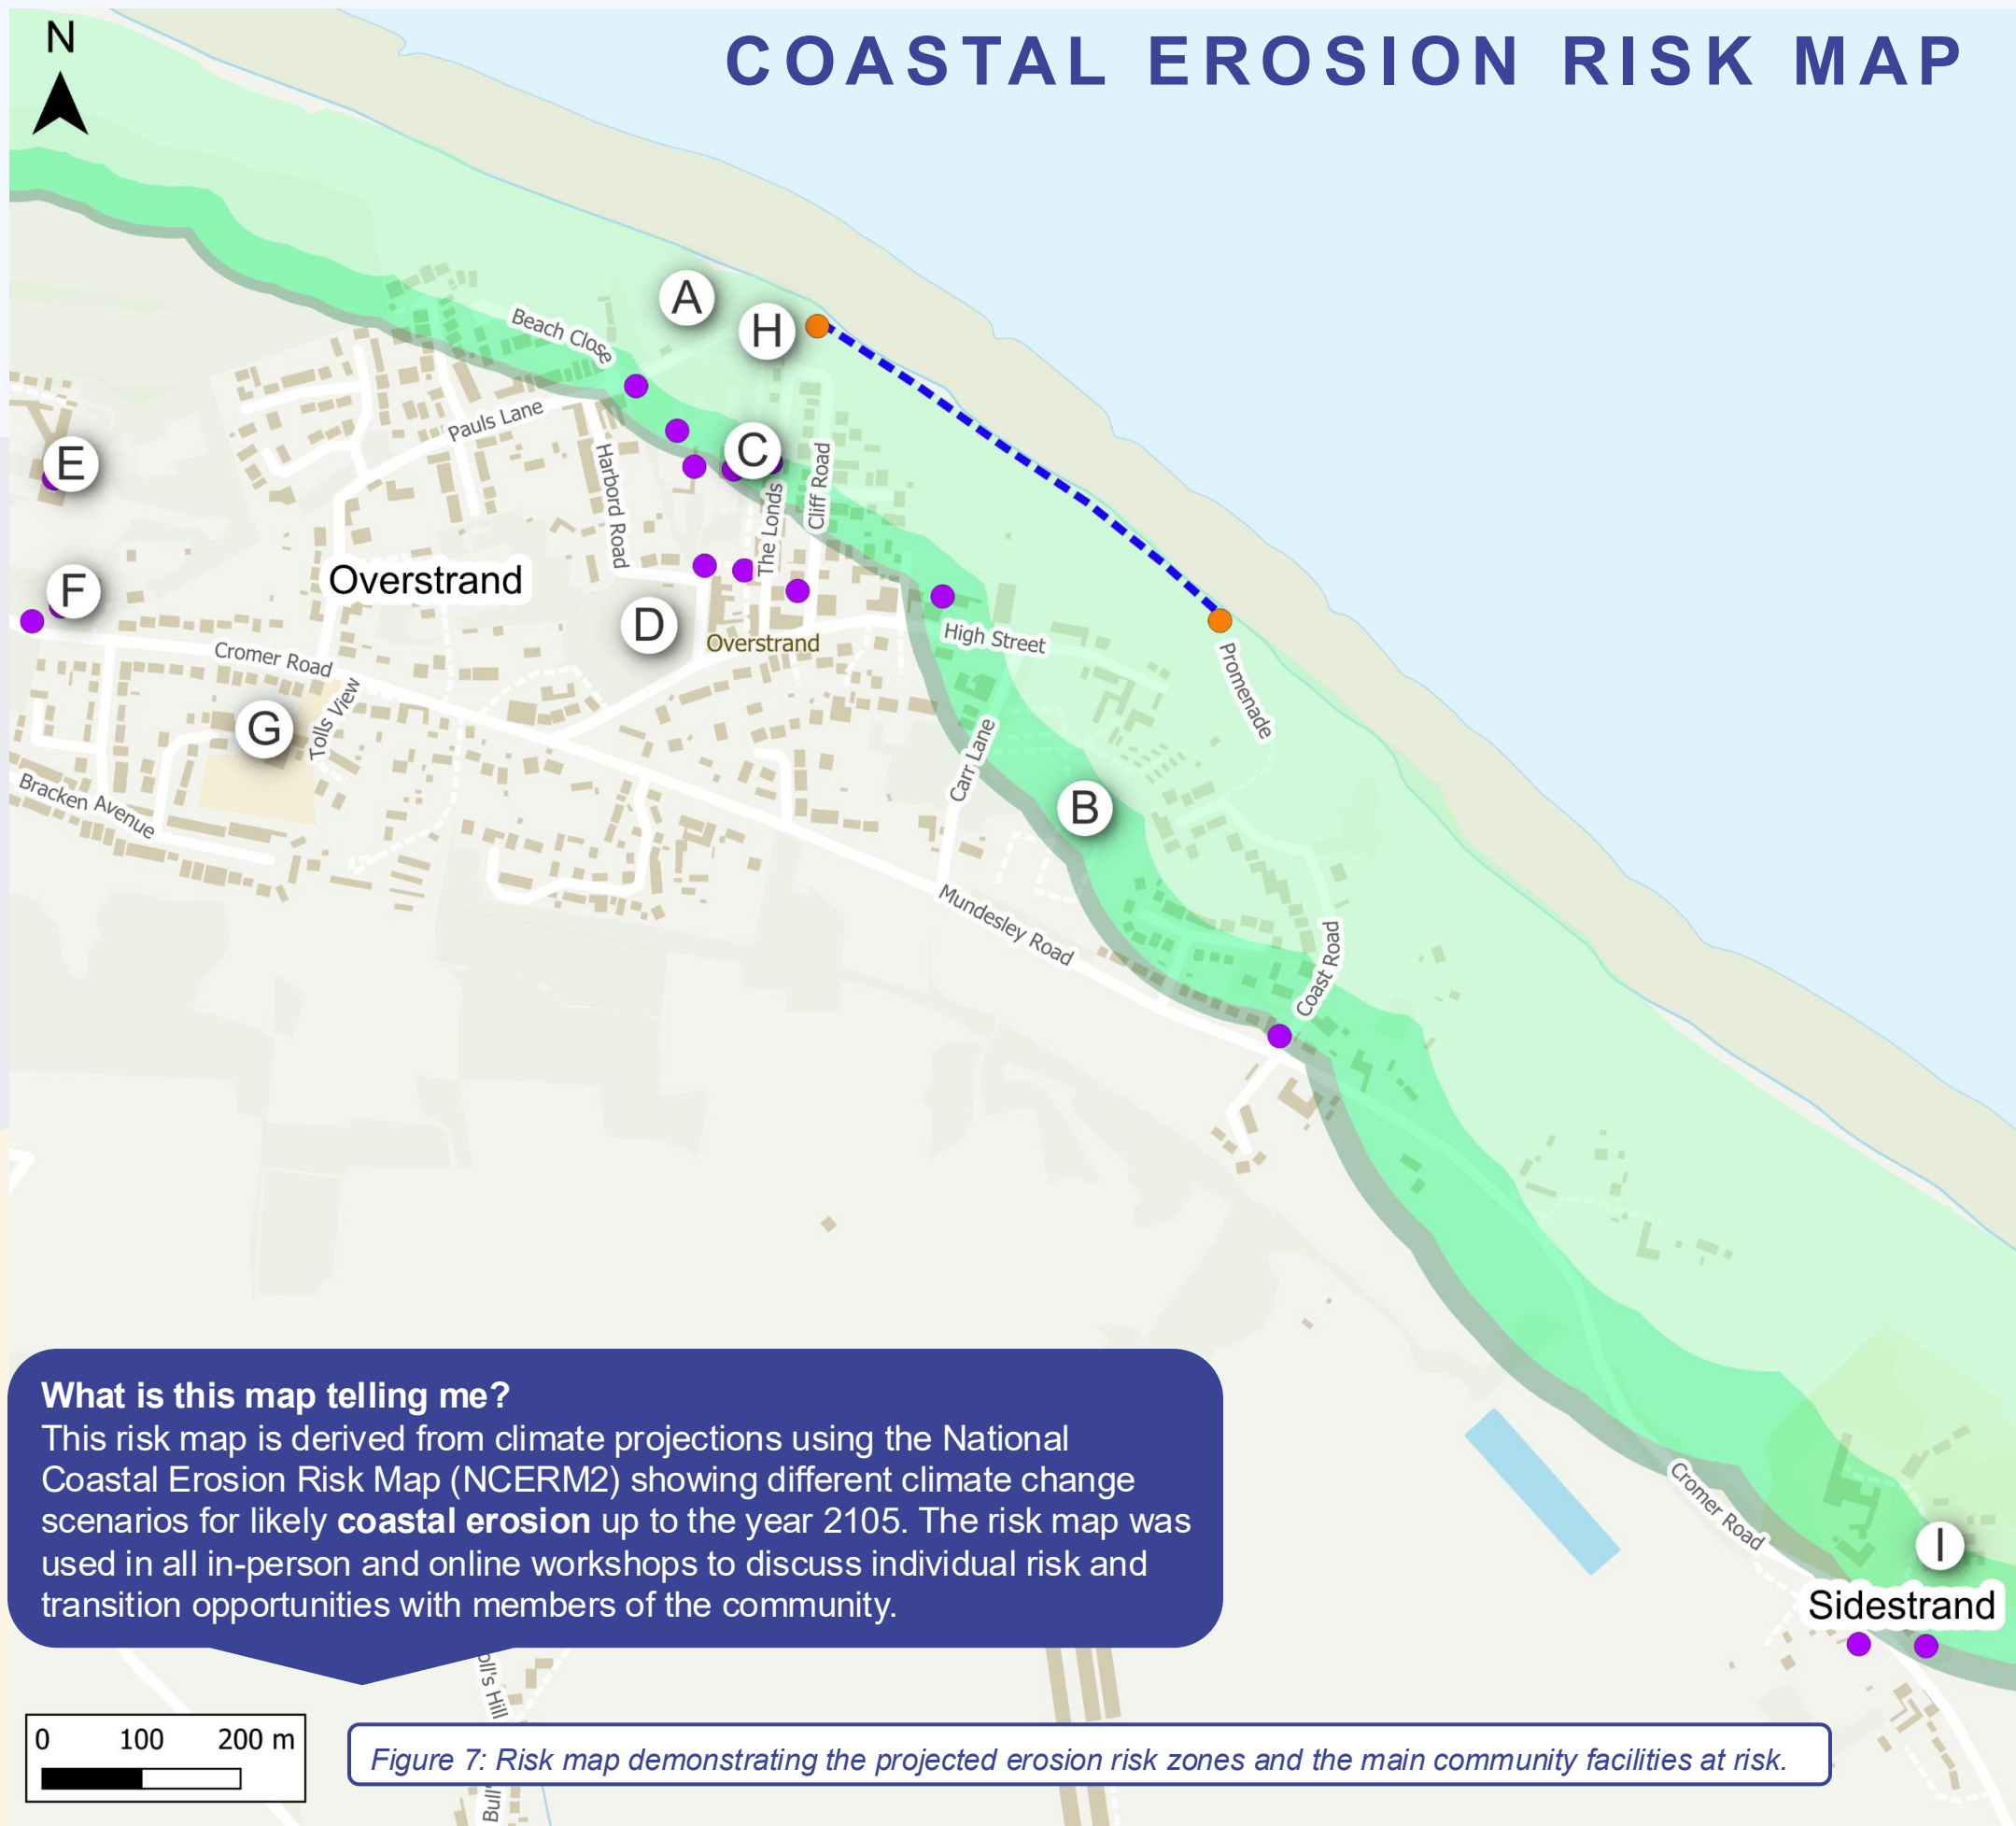 N
COASTAL EROSION RISK MAP
A
H
Beach Close
Pauls Lane
C
E
Harbord Road
Cliff Road
The Londs
F
Overstrand
D
Overstrand
High Street
Cromer Road
Promenade
G
Tolls View
Carr Lane
Bracken Avenue
B
Mundesley Road
Coast Road
What is this map telling me?
This risk map is derived from climate projections using the National
Coastal Erosion Risk Map (NCERM2) showing different climate change
scenarios for likely coastal erosion up to the year 2105. The risk map was
used in all in-person and online workshops to discuss individual risk and
transition opportunities with members of the community.
Cromer Road
I
Sidestrand
Hill
0 100 200 m
Figure 7: Risk map demonstrating the projected erosion risk zones and the main community facilities at risk.